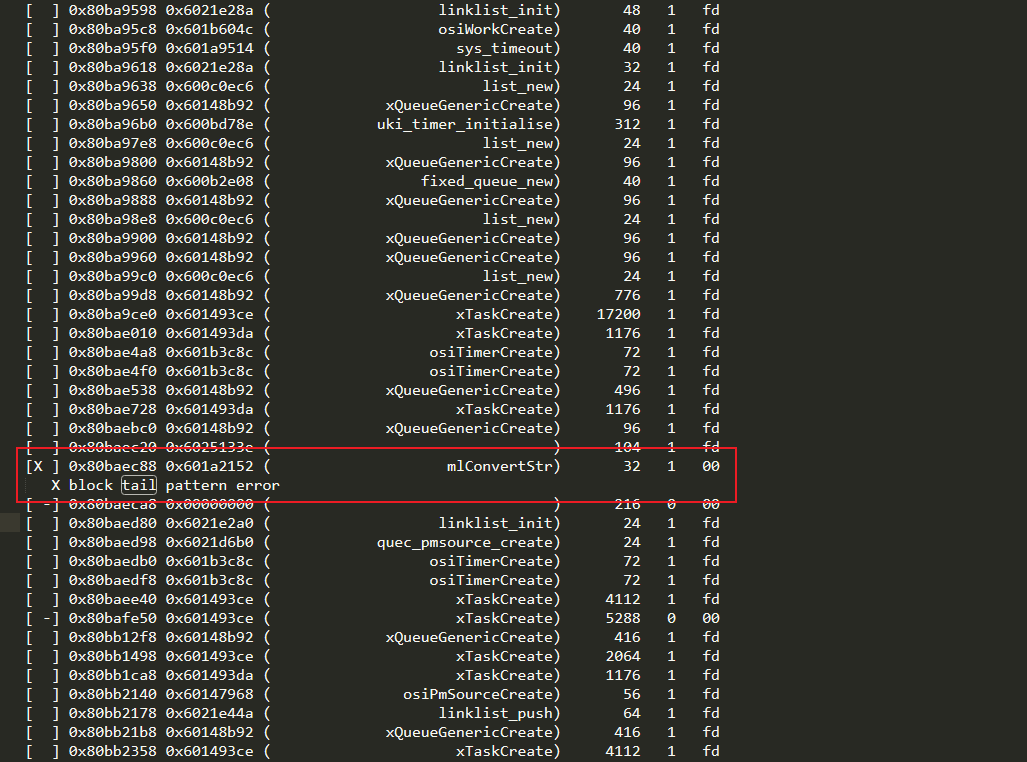 [  ] 0x80ba9598 0x6021e28a (                   linklist_init)       48   1   fd
[  ] 0x80ba95c8 0x601b604c (                   osiWorkCreate)       40   1   fd
[  ] 0x80ba95f0 0x601a9514 (                     sys_timeout)       40   1   fd
[  ] 0x80ba9618 0x6021e28a (                   linklist_init)       32   1   fd
[  ] 0x80ba9638 0x600c0ec6 (                        list_new)       24   1   fd
[  ] 0x80ba9650 0x60148b92 (             xQueueGenericCreate)       96   1   fd
[  ] 0x80ba96b0 0x600bd78e (            uki_timer_initialise)      312   1   fd
[  ] 0x80ba97e8 0x600c0ec6 (                        list_new)       24   1   fd
[  ] 0x80ba9800 0x60148b92 (             xQueueGenericCreate)       96   1   fd
[  ] 0x80ba9860 0x600b2e08 (                 fixed_queue_new)       40   1   fd
[  ] 0x80ba9888 0x60148b92 (             xQueueGenericCreate)       96   1   fd
[  ] 0x80ba98e8 0x600c0ec6 (                        list_new)       24   1   fd
[  ] 0x80ba9900 0x60148b92 (             xQueueGenericCreate)       96   1   fd
[  ] 0x80ba9960 0x60148b92 (             xQueueGenericCreate)       96   1   fd
[  ] 0x80ba99c0 0x600c0ec6 (                        list_new)       24   1   fd
[  ] 0x80ba99d8 0x60148b92 (             xQueueGenericCreate)      776   1   fd
[  ] 0x80ba9ce0 0x601493ce (                     xTaskCreate)    17200   1   fd
[  ] 0x80bae010 0x601493da (                     xTaskCreate)     1176   1   fd
[  ] 0x80bae4a8 0x601b3c8c (                  osiTimerCreate)       72   1   fd
[  ] 0x80bae4f0 0x601b3c8c (                  osiTimerCreate)       72   1   fd
[  ] 0x80bae538 0x60148b92 (             xQueueGenericCreate)      496   1   fd
[  ] 0x80bae728 0x601493da (                     xTaskCreate)     1176   1   fd
[  ] 0x80baebc0 0x60148b92 (             xQueueGenericCreate)       96   1   fd
[  ] 0x80baec20 0x6025133e (                                )      104   1   fd
[X ] 0x80baec88 0x601a2152 (                    mlConvertStr)       32   1   00
X block tail pattern error
[ -] 0x80baeca8 0x00000000 (                                )      216   0   00
[  ] 0x80baed80 0x6021e2a0 (                   linklist_init)       24   1   fd
[  ] 0x80baed98 0x6021d6b0 (            quec_pmsource_create)       24   1   fd
[  ] 0x80baedb0 0x601b3c8c (                  osiTimerCreate)       72   1   fd
[  ] 0x80baedf8 0x601b3c8c (                  osiTimerCreate)       72   1   fd
[  ] 0x80baee40 0x601493ce (                     xTaskCreate)     4112   1   fd
[ -] 0x80bafe50 0x601493ce (                     xTaskCreate)     5288   0   00
[  ] 0x80bb12f8 0x60148b92 (             xQueueGenericCreate)      416   1   fd
[  ] 0x80bb1498 0x601493ce (                     xTaskCreate)     2064   1   fd
[  ] 0x80bb1ca8 0x601493da (                     xTaskCreate)     1176   1   fd
[  ] 0x80bb2140 0x60147968 (               osiPmSourceCreate)       56   1   fd
[  ] 0x80bb2178 0x6021e44a (                   linklist_push)       64   1   fd
[  ] 0x80bb21b8 0x60148b92 (             xQueueGenericCreate)      416   1   fd
[  ] 0x80bb2358 0x601493ce (                     xTaskCreate)     4112   1   fd